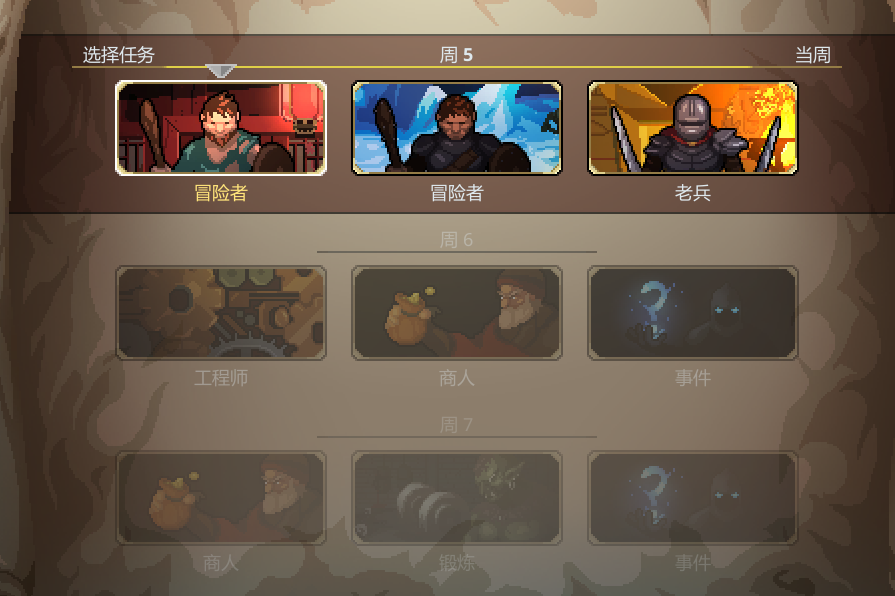 选择任务 周 5 当周
冒险者 冒险者 老兵
周 6
工程师 商人 事件
周 7
商人 锻炼 事件